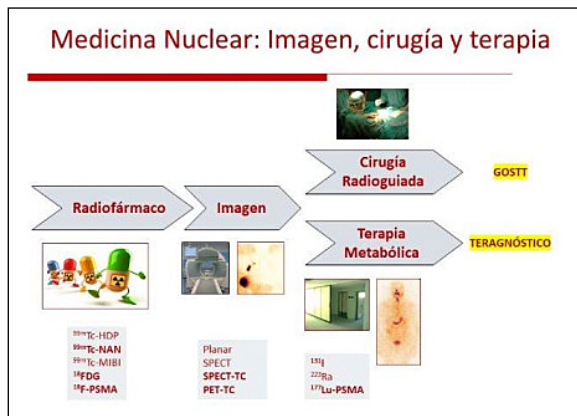 Medicina Nuclear: Imagen, cirugía y terapia
Radiofármaco
Imagen
Cirugía
Radioguiada
GOSTT
Terapia
Metabólica
TERAGNÓSTICO
⁹⁹ᵐTc-HDP
⁹⁹ᵐTc-NAN
⁹⁹ᵐTc-MIBI
¹⁸FDG
¹⁸F-PSMA
Planar
SPECT
SPECT-TC
PET-TC
¹³¹I
²²³Ra
¹⁷⁷Lu-PSMA